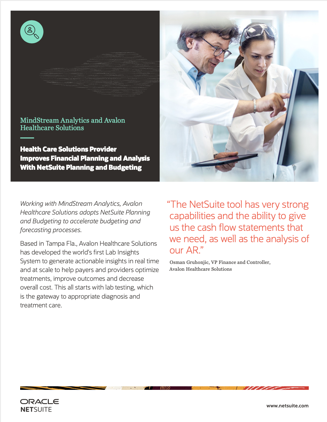 MindStream Analytics and Avalon
Healthcare Solutions
Health Care Solutions Provider
Improves Financial Planning and Analysis
With NetSuite Planning and Budgeting
Working with MindStream Analytics, Avalon
Healthcare Solutions adopts NetSuite Planning
and Budgeting to accelerate budgeting and
forecasting processes.
Based in Tampa Fla., Avalon Healthcare Solutions
has developed the world's first Lab Insights
System to generate actionable insights in real time
and at scale to help payers and providers optimize
treatments, improve outcomes and decrease
overall cost. This all starts with lab testing, which
is the gateway to appropriate diagnosis and
treatment care.
"The NetSuite tool has very strong
capabilities and the ability to give
us the cash flow statements that
we need, as well as the analysis of
our AR."
Osman Gruhonjic, VP Finance and Controller,
Avalon Healthcare Solutions
ORACLE
NETSUITE
www.netsuite.com